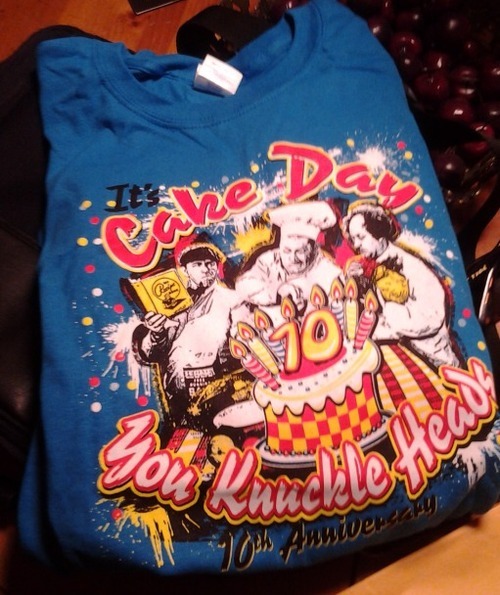 It's
Cake Day
10
You Knuckle Heads
10th Anniversary